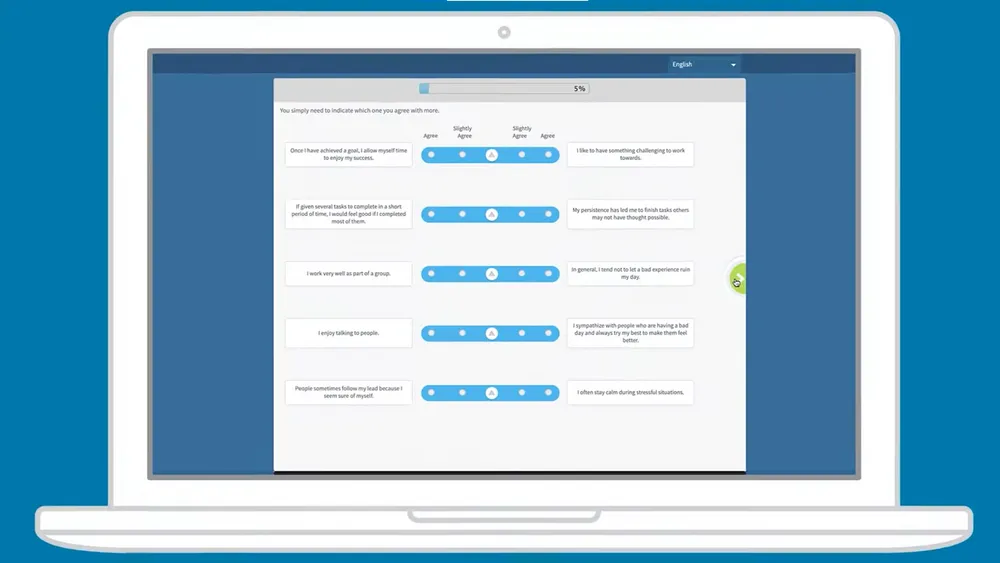 English
5%
You simply need to indicate which one you agree with more.
Agree
Slightly
Agree
Slightly
Agree
Agree
Once I have achieved a goal, I allow myself hime
to enjoy my success.
I like to have something challenging to work
towards.
If given several tasks to complete in a short
period of time, I would feel good if I completed
most of them.
My persistence has led me to finish tasks others
may not have thought possible.
I work very well as part of a group.
In general, I tend not to let a bad experience ruin
my day.
I enjoy talking to people.
I sympathize with people who are having a bad
day and always try my best to make them feel
better.
People sometimes follow my lead because I
seem sure of myself.
I often stay calm during stressful situations.